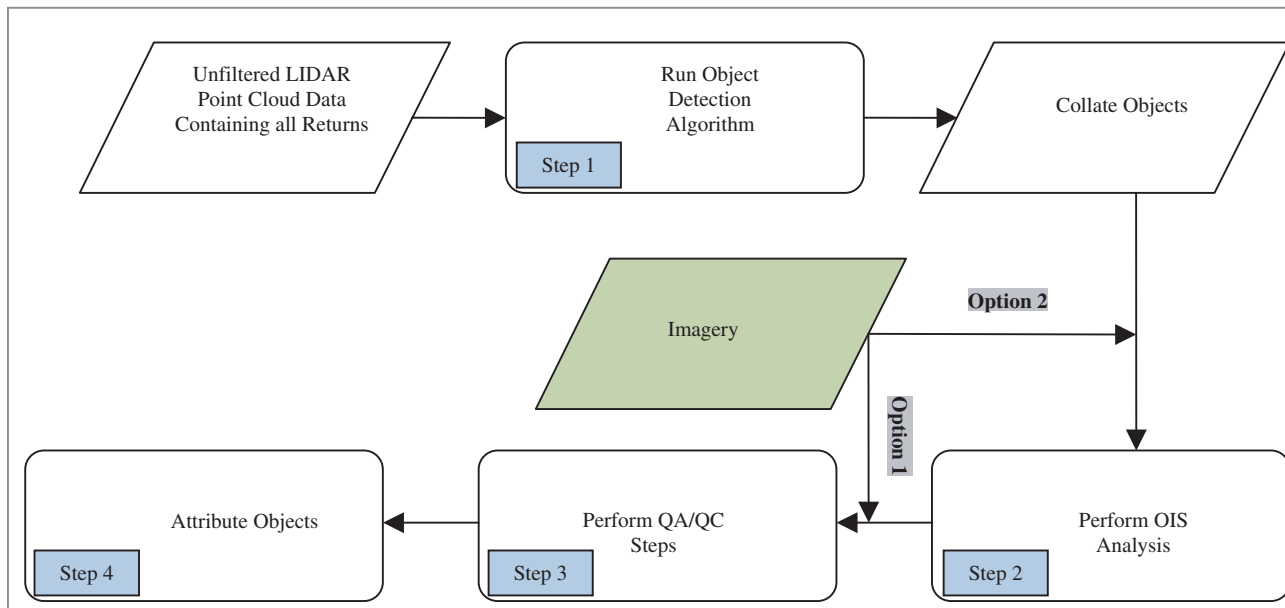 Unfiltered LIDAR
Point Cloud Data
Containing all Returns
Run Object
Detection
Algorithm
Step 1
Collate Objects
Imagery
Option 2
Option 1
Perform OIS
Analysis
Step 2
Perform QA/QC
Steps
Step 3
Attribute Objects
Step 4